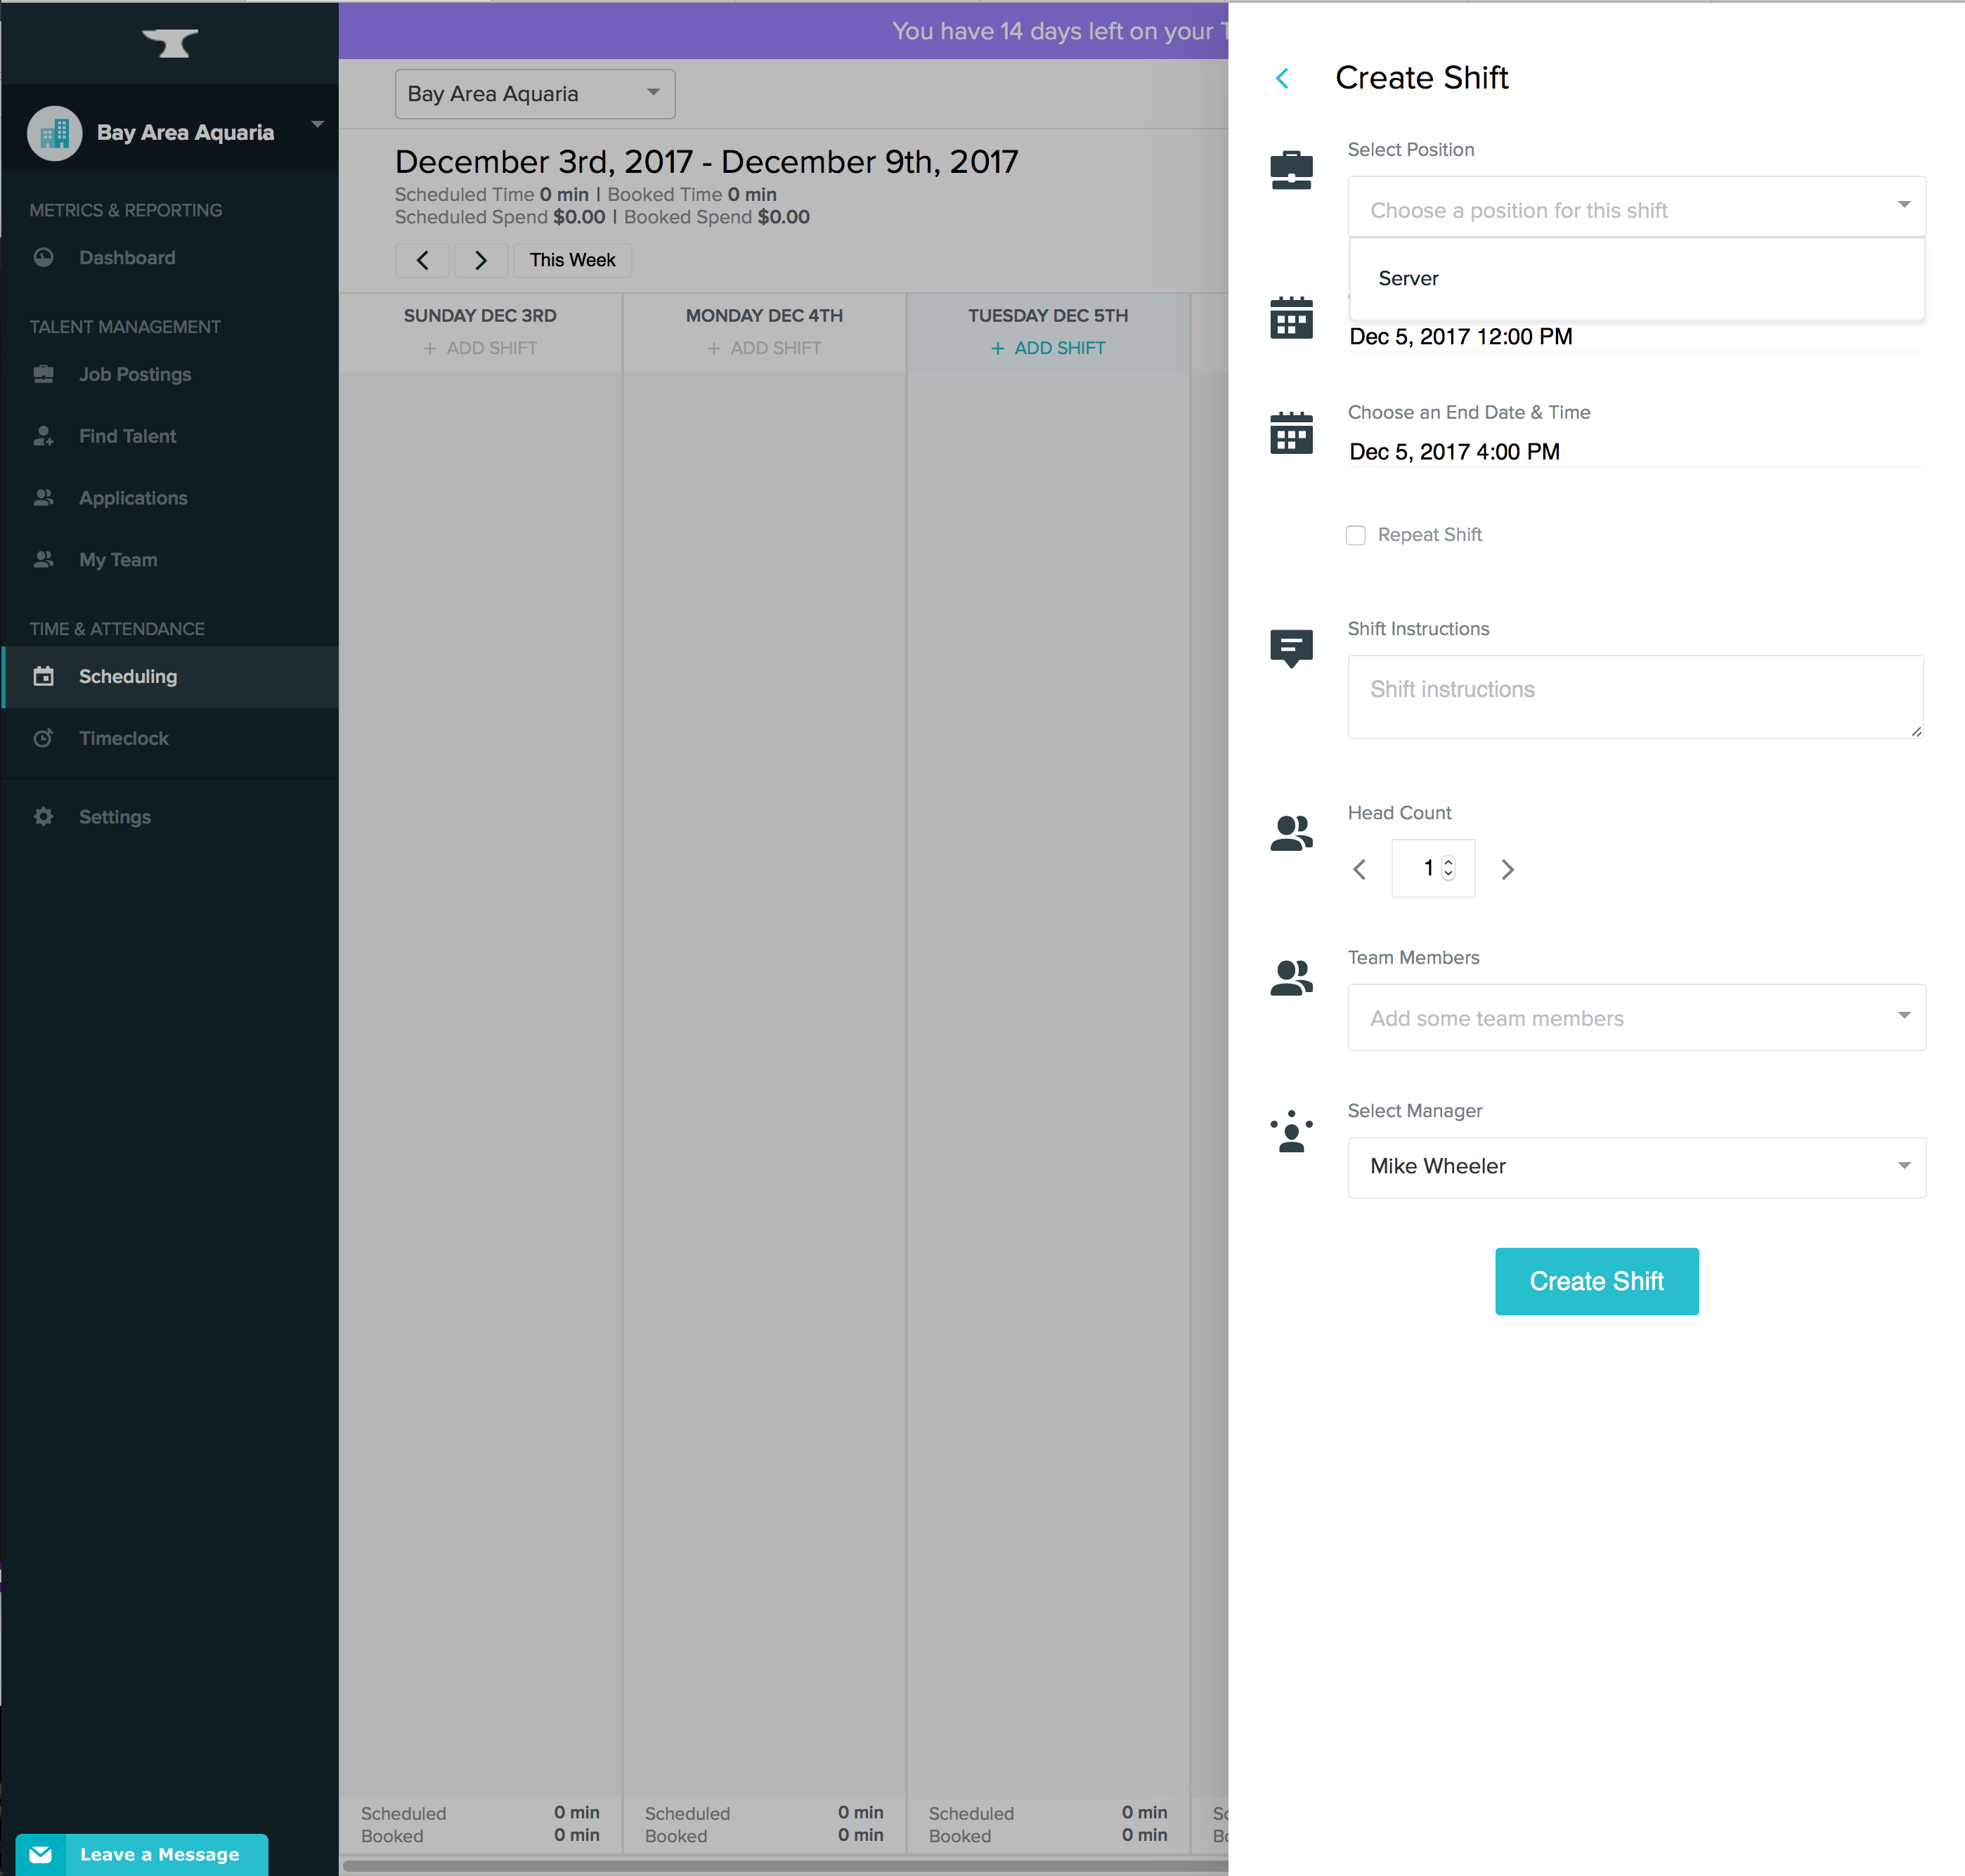 Bay Area Aquaria
METRICS & REPORTING
Dashboard
TALENT MANAGEMENT
Job Postings
Find Talent
Applications
My Team
TIME & ATTENDANCE
Scheduling
Timeclock
Settings
Leave a Message
You have 14 days left on your
Bay Area Aquaria
December 3rd, 2017 - December 9th, 2017
Scheduled Time 0 min | Booked Time 0 min
Scheduled Spend $0.00 | Booked Spend $0.00
This Week
SUNDAY DEC 3RD
+ ADD SHIFT
MONDAY DEC 4TH
+ ADD SHIFT
TUESDAY DEC 5TH
+ ADD SHIFT
Scheduled 0 min
Booked 0 min
Scheduled 0 min
Booked 0 min
Scheduled 0 min
Booked 0 min
Create Shift
Select Position
Choose a position for this shift
Server
Dec 5, 2017 12:00 PM
Choose an End Date & Time
Dec 5, 2017 4:00 PM
Repeat Shift
Shift Instructions
Shift instructions
Head Count
1
Team Members
Add some team members
Select Manager
Mike Wheeler
Create Shift